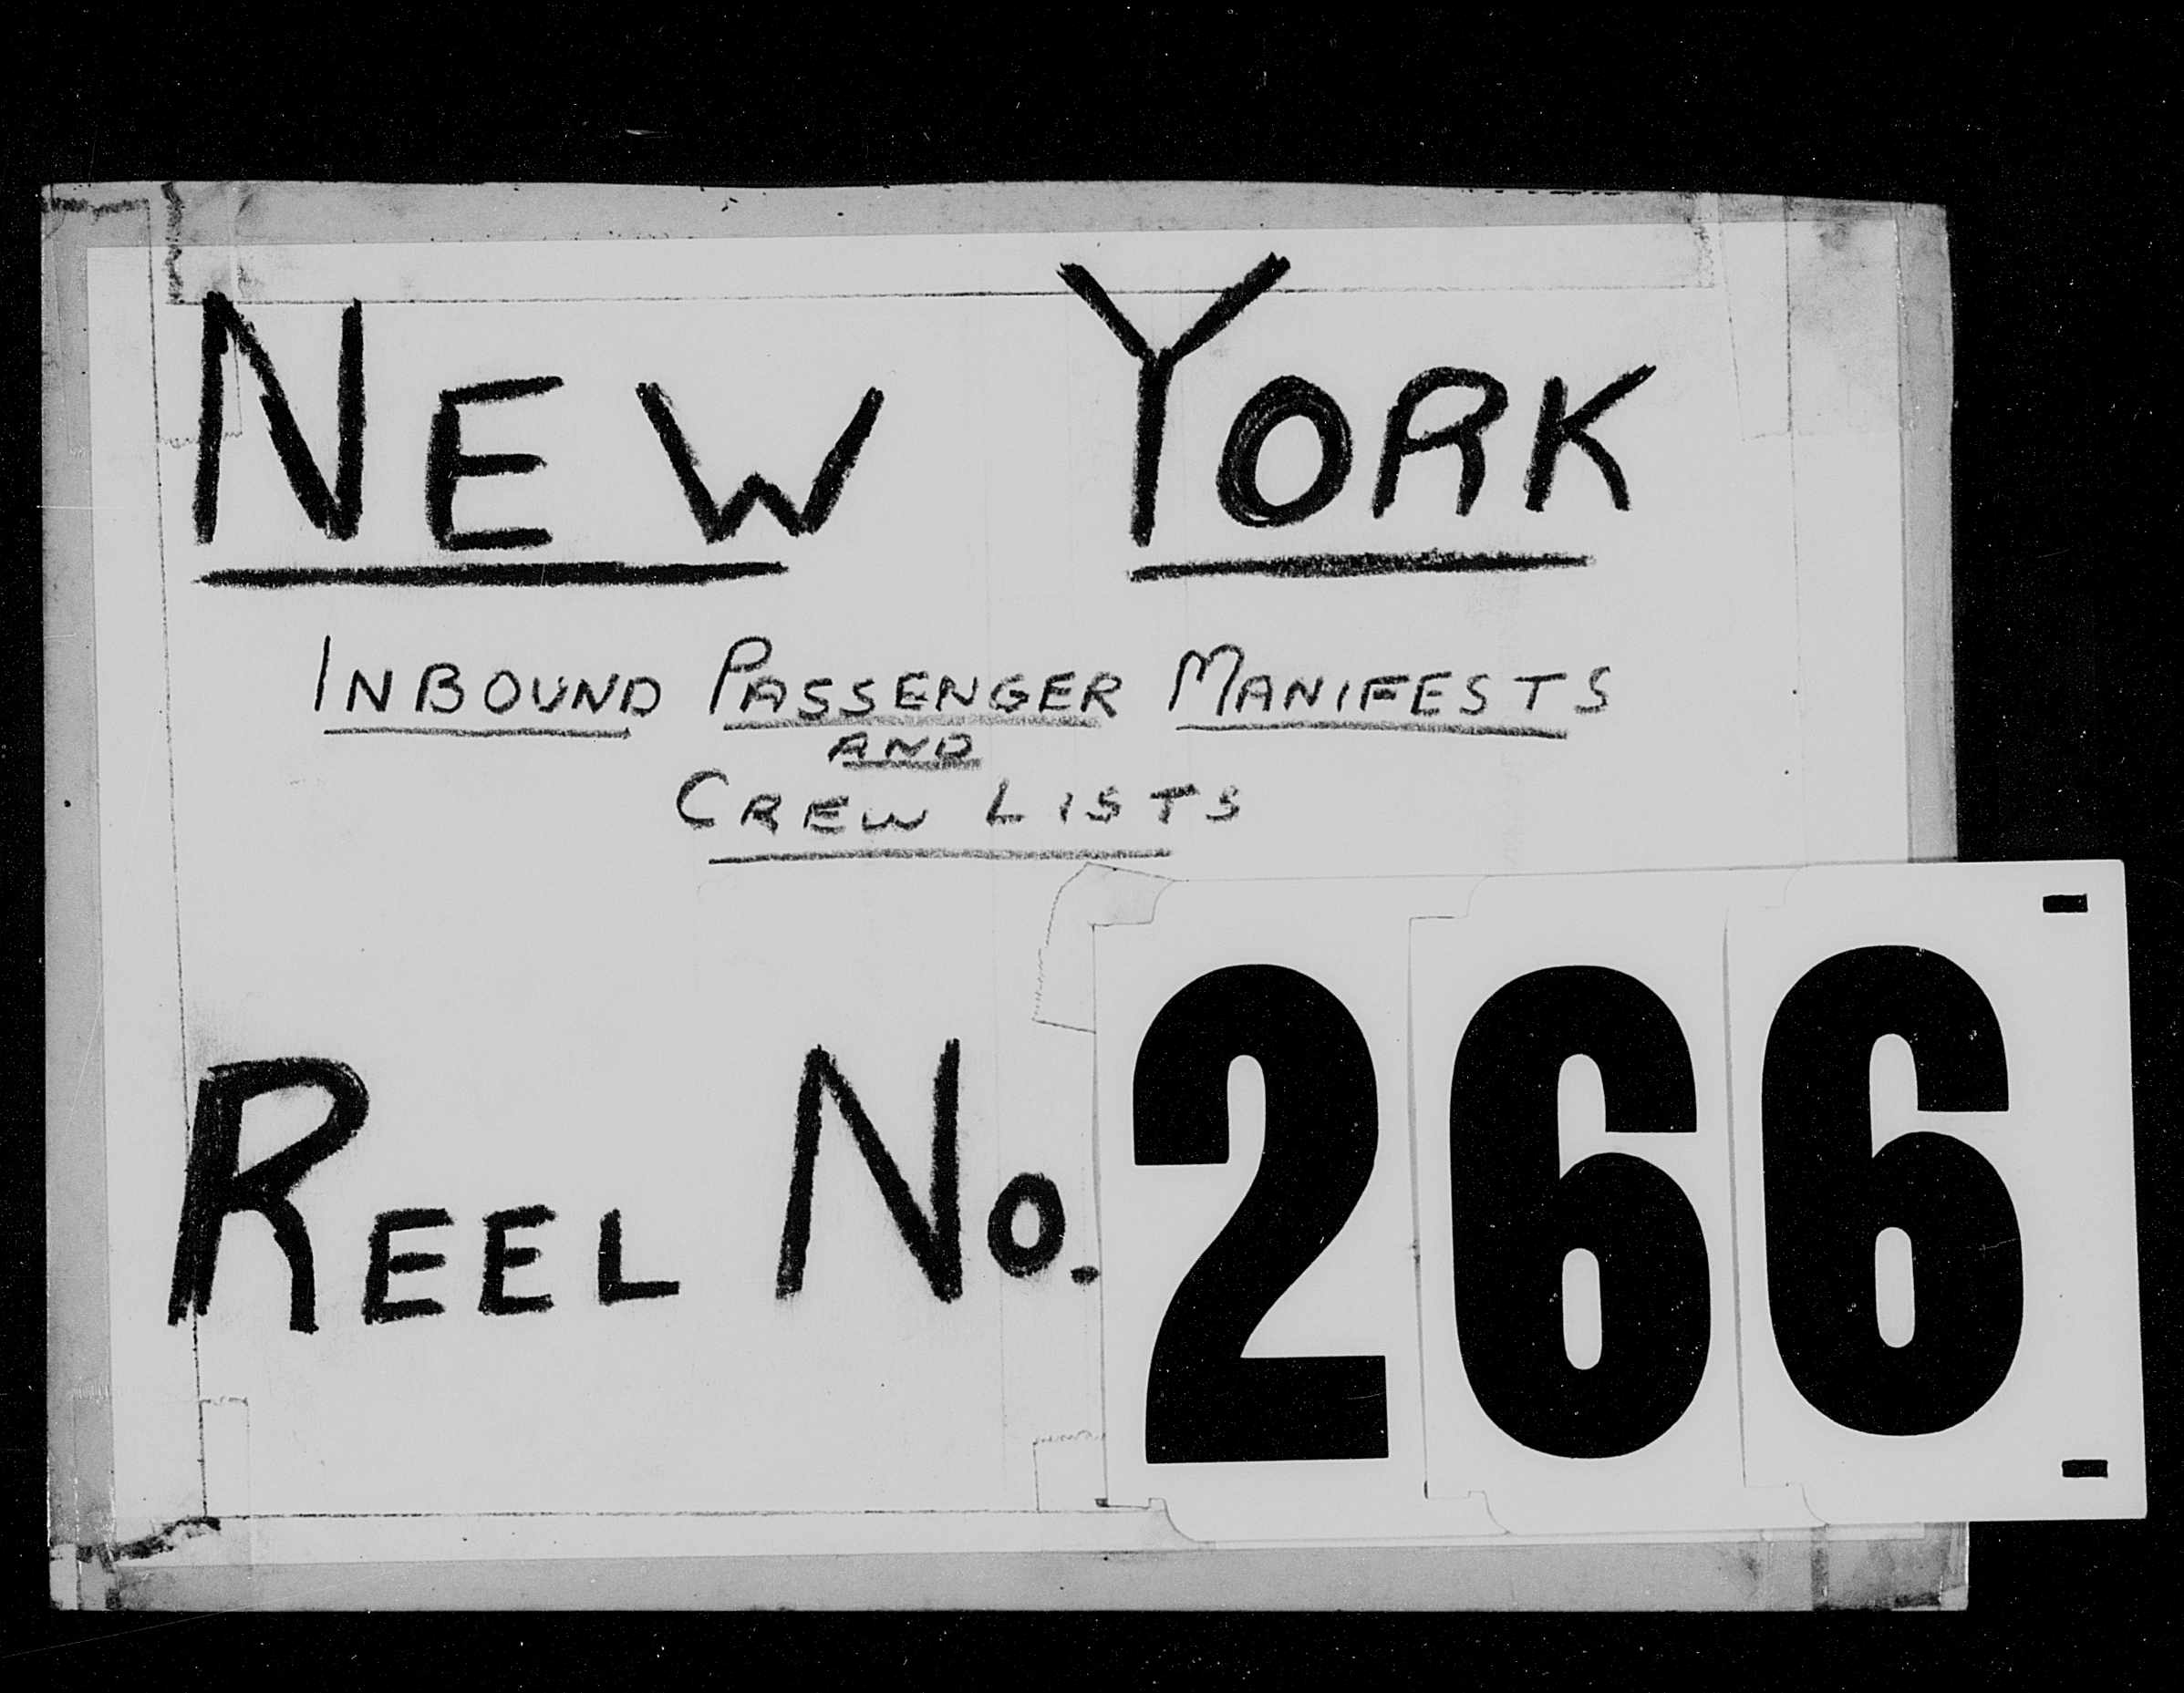 NEW YORK
INBOUND PASSENGER MANIFESTS
AND
CREW LISTS
REEL NO. 266